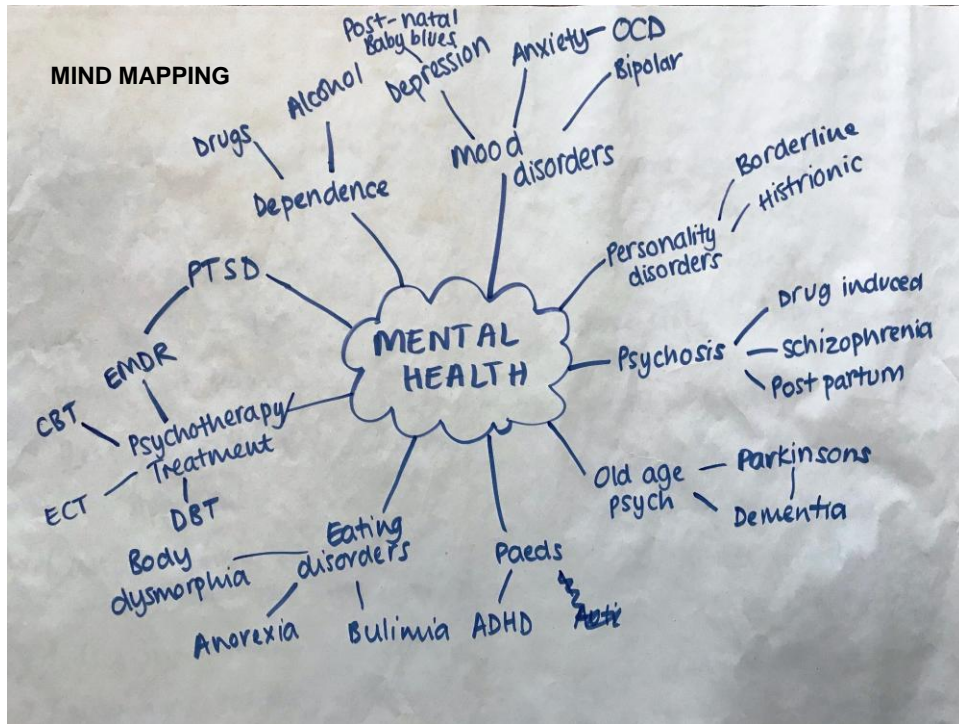 MIND MAPPING
Post-natal
Baby blues
Depression
Anxiety
OCD
Bipolar
Mood
disorders
Drugs
Alcohol
Dependence
Borderline
Histrionic
Personality
disorders
PTSD
EMDR
MENTAL
HEALTH
Drug induced
Psychosis
Schizophrenia
Post partum
CBT
Psychotherapy/
Treatment
ECT
DBT
Old age
psych
Parkinsons
Dementia
Eating
disorders
Body
dysmorphia
Anorexia
Bulimia
Paeds
ADHD